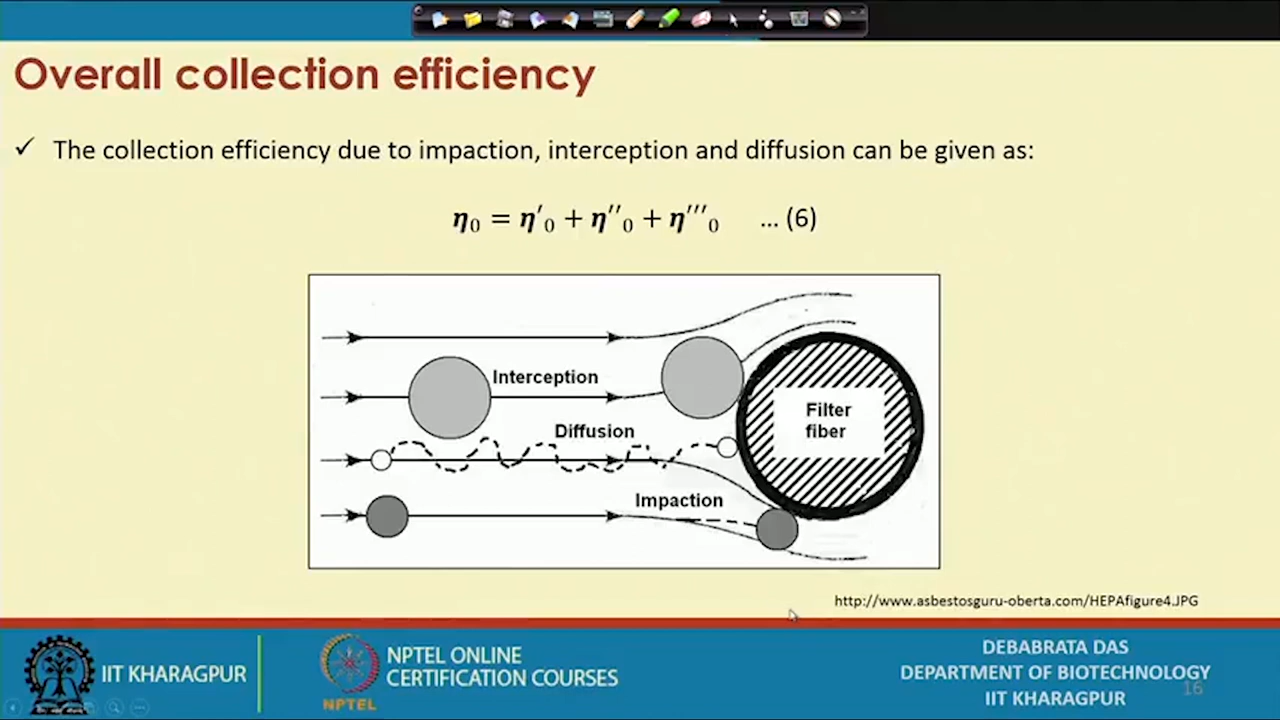 Overall collection efficiency
✓ The collection efficiency due to impaction, interception and diffusion can be given as:
η₀ = η′₀ + η′′₀ + η′′′₀ … (6)
Interception
Diffusion
Impaction
Filter
fiber
http://www.asbestosguru-oberta.com/HEPAfigure4.JPG
IIT KHARAGPUR
NPTEL
NPTEL ONLINE
CERTIFICATION COURSES
DEBABRATA DAS
DEPARTMENT OF BIOTECHNOLOGY
IIT KHARAGPUR
16